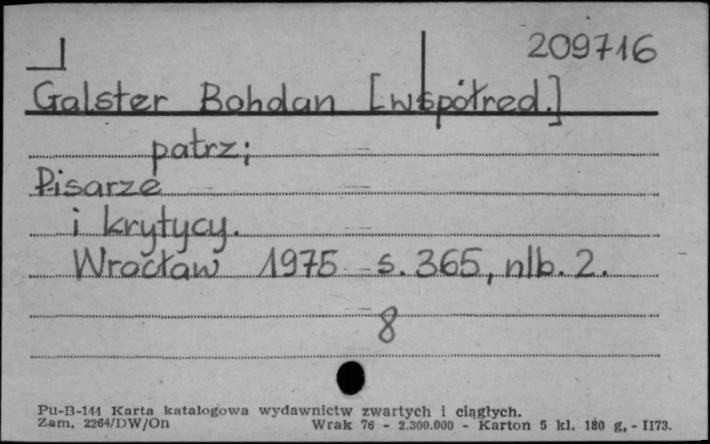 209716
Galster Bohdan [współred.]
patrz;
Pisarze
i krytycy.
Wrocław 1975 s. 365, nlb. 2.
8
Pu-B-144 Karta katalogowa wydawnictw zwartych i ciągłych.
Zam. 2264/DW/On Wrak 76 - 2.300.000 - Karton 5 kl. 180 g. - II73.